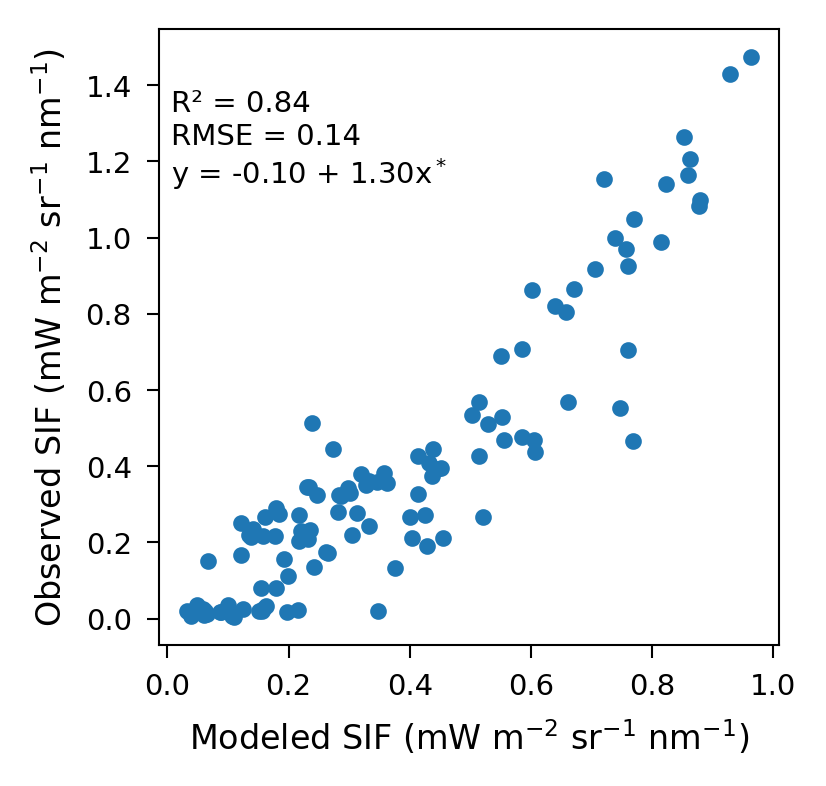 R² = 0.84
RMSE = 0.14
y = -0.10 + 1.30x*
Observed SIF (mW m⁻² sr⁻¹ nm⁻¹)
1.4
1.2
1.0
0.8
0.6
0.4
0.2
0.0
0.0 0.2 0.4 0.6 0.8 1.0
Modeled SIF (mW m⁻² sr⁻¹ nm⁻¹)